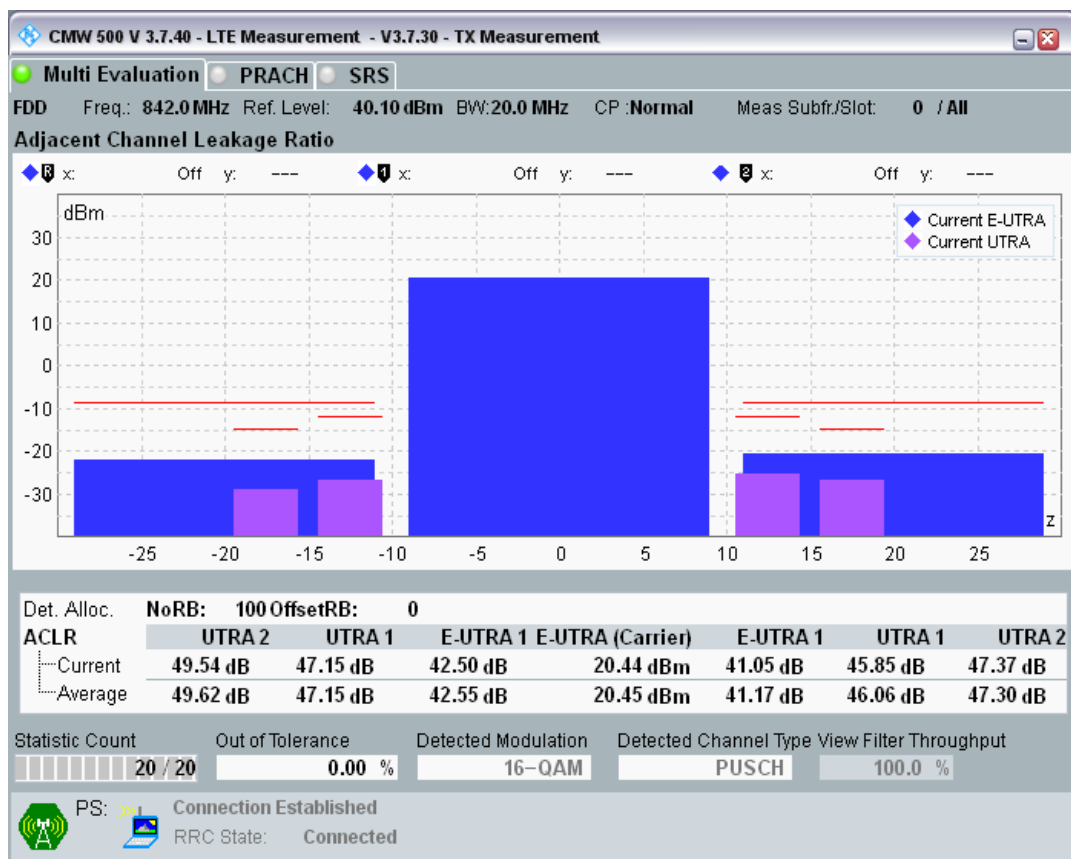 CMW 500 V 3.7.40 - LTE Measurement - V3.7.30 - TX Measurement
Multi Evaluation PRACH SRS
FDD Freq.: 842.0 MHz Ref. Level: 40.10 dBm BW:20.0 MHz CP :Normal Meas Subfr./Slot: 0 / All
Adjacent Channel Leakage Ratio
R x: Off y: --- 1 x: Off y: --- 2 x: Off y: ---
dBm
Current E-UTRA
Current UTRA
30
20
10
0
-10
-20
-30
z
-25 -20 -15 -10 -5 0 5 10 15 20 25
Det. Alloc. NoRB: 100 OffsetRB: 0
ACLR UTRA 2 UTRA 1 E-UTRA 1 E-UTRA (Carrier) E-UTRA 1 UTRA 1 UTRA 2
Current 49.54 dB 47.15 dB 42.50 dB 20.44 dBm 41.05 dB 45.85 dB 47.37 dB
Average 49.62 dB 47.15 dB 42.55 dB 20.45 dBm 41.17 dB 46.06 dB 47.30 dB
Statistic Count Out of Tolerance Detected Modulation Detected Channel Type View Filter Throughput
20 / 20 0.00 % 16-QAM PUSCH 100.0 %
PS: Connection Established
RRC State: Connected